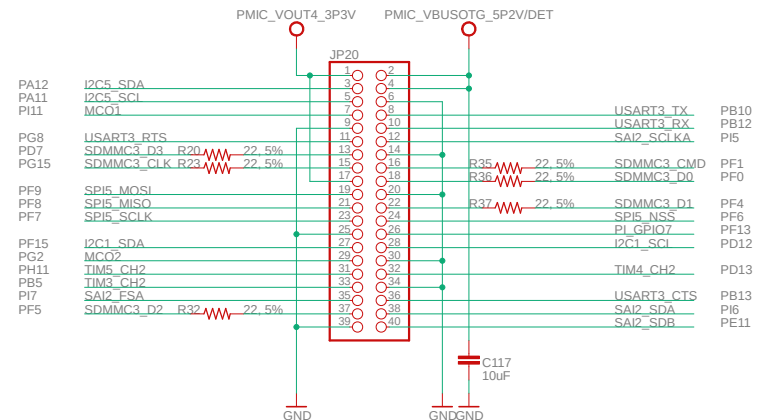 PMIC_VOUT4_3P3V PMIC_VBUSOTG_5P2V/DET
JP20
1 2
PA12 I2C5_SDA 3 4
PA11 I2C5_SCL 5 6
PI11 MCO1 7 8 USART3_TX PB10
9 10 USART3_RX PB12
PG8 USART3_RTS 11 12 SAI2_SCLKA PI5
PD7 SDMMC3_D3 R20 22, 5% 13 14
PG15 SDMMC3_CLK R23 22, 5% 15 16 R35 22, 5% SDMMC3_CMD PF1
17 18 R36 22, 5% SDMMC3_D0 PF0
PF9 SPI5_MOSI 19 20
PF8 SPI5_MISO 21 22 R37 22, 5% SDMMC3_D1 PF4
PF7 SPI5_SCLK 23 24 SPI5_NSS PF6
25 26 PI_GPIO7 PF13
PF15 I2C1_SDA 27 28 I2C1_SCL PD12
PG2 MCO2 29 30
PH11 TIM5_CH2 31 32 TIM4_CH2 PD13
PB5 TIM3_CH2 33 34
PI7 SAI2_FSA 35 36 USART3_CTS PB13
PF5 SDMMC3_D2 R32 22, 5% 37 38 SAI2_SDA PI6
39 40 SAI2_SDB PE11
C117
10uF
GND GND GND